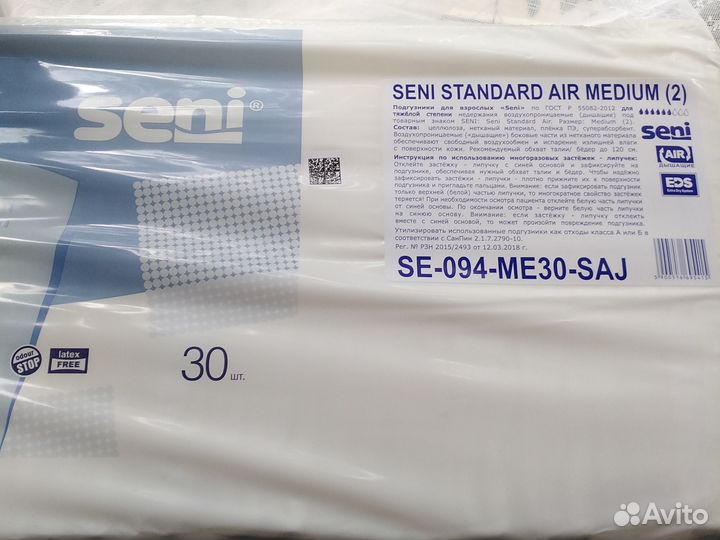 seni®
SENI STANDARD AIR MEDIUM (2)
Подгузники для взрослых «Seni» по ГОСТ Р 55082-2012 для
тяжёлой степени недержания воздухопроницаемые (дышащие) под
товарным знаком SENI: Seni Standard Air. Размер: Medium (2).
Состав: целлюлоза, нетканый материал, плёнка ПЭ, суперабсорбент.
Воздухопроницаемые («дышащие») боковые части из нетканого материала
обеспечивают свободный воздухообмен и испарение излишней влаги
с поверхности кожи. Рекомендуемый обхват талии/ бёдер до 120 см.
Инструкция по использованию многоразовых застёжек - липучек:
Отклейте застёжку - липучку с синей основой и зафиксируйте на
подгузнике, обеспечивая нужный обхват талии и бёдер. Чтобы надёжно
зафиксировать застёжки - липучки - плотно прижмите их к поверхности
подгузника и пригладьте пальцами. Внимание: если зафиксировать подгузник
только верхней (белой) частью липучки, то многократное свойство застёжек
теряется! При необходимости осмотра пациента отклейте белую часть липучки
от синей основы. По окончании осмотра - верните белую часть липучки
на синюю основу. Внимание: если застёжку - липучку отклеить
вместе с синей основой, то может произойти повреждение подгузника.
Утилизировать использованные подгузники как отходы класса А или Б в
соответствии с СанПин 2.1.7.2790-10.
Рег. № РЗН 2015/2493 от 12.03.2018 г.
SE-094-ME30-SAJ
seni
(AIR)
ДЫШАЩИЕ
EDS
Extra Dry System
odour
STOP
latex
FREE
30 шт.
Avito